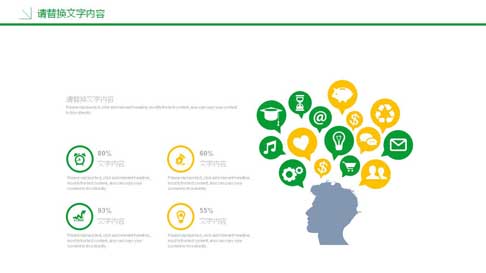 请替换文字内容
请替换文字内容
Please replace text, click add relevant headline, modify the text content, also can copy your content
to this directly.
80%
文字内容
Please replace text, click add relevant headline,
modify the text content, also can copy your
content to this directly.
60%
文字内容
Please replace text, click add relevant headline,
modify the text content, also can copy your
content to this directly.
83%
文字内容
Please replace text, click add relevant headline,
modify the text content, also can copy your
content to this directly.
55%
文字内容
Please replace text, click add relevant headline,
modify the text content, also can copy your
content to this directly.